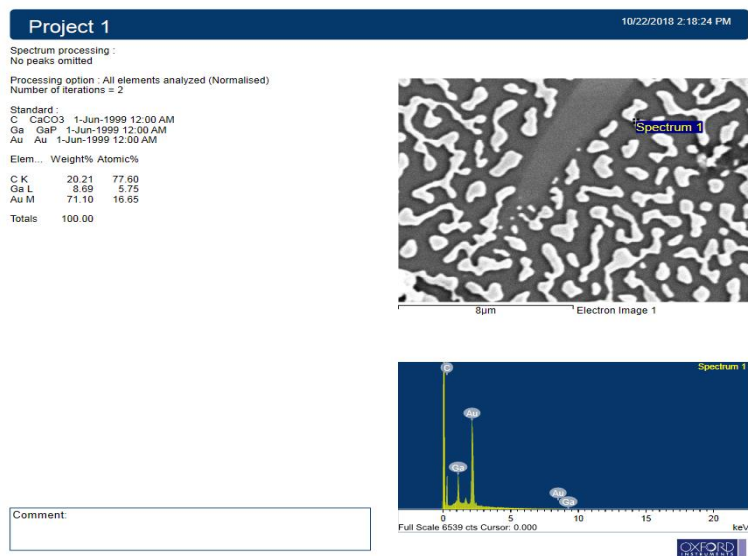 Project 1
10/22/2018 2:18:24 PM
Spectrum processing :
No peaks omitted
Processing option : All elements analyzed (Normalised)
Number of iterations = 2
Standard :
C CaCO3 1-Jun-1999 12:00 AM
Ga GaP 1-Jun-1999 12:00 AM
Au Au 1-Jun-1999 12:00 AM
Elem... Weight% Atomic%
C K 20.21 77.60
Ga L 8.69 5.75
Au M 71.10 16.65
Totals 100.00
Spectrum 1
8µm Electron Image 1
Spectrum 1
C
Au
Ga
Au
Ga
0 5 10 15 20
Full Scale 6539 cts Cursor: 0.000 keV
Comment:
OXFORD
INSTRUMENTS